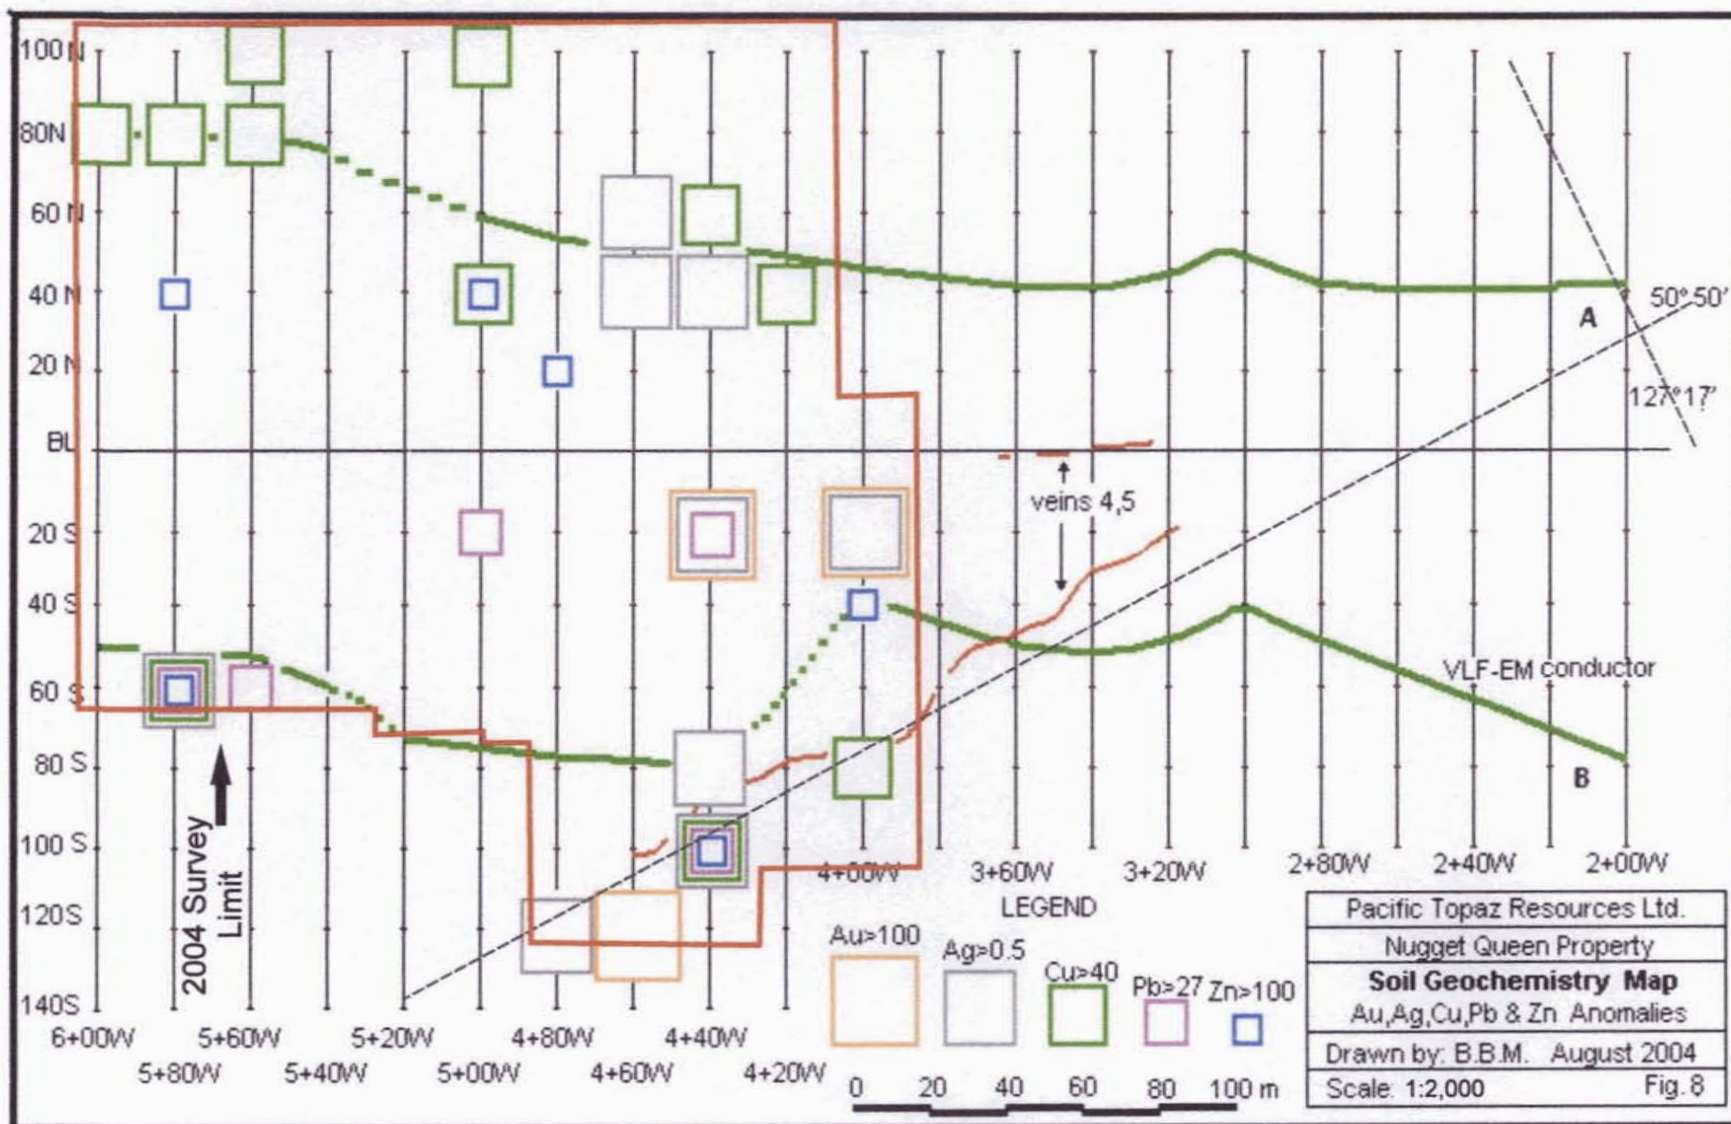 100N
80N
60 N
40 N
20 N
BL
20 S
40 S
60 S
80 S
100 S
120S
140S
50° 50'
A
127°17'
veins 4,5
VLF-EM conductor
B
2004 Survey
Limit
4+00W
3+60W
3+20W
2+80W
2+40W
2+00W
6+00W
5+60W
5+20W
4+80W
4+40W
5+80W
5+40W
5+00W
4+60W
4+20W
LEGEND
Au>100
Ag>0.5
Cu>40
Pb>27
Zn>100
0 20 40 60 80 100 m
Pacific Topaz Resources Ltd.
Nugget Queen Property
Soil Geochemistry Map
Au,Ag,Cu,Pb & Zn Anomalies
Drawn by: B.B.M. August 2004
Scale: 1:2,000 Fig. 8